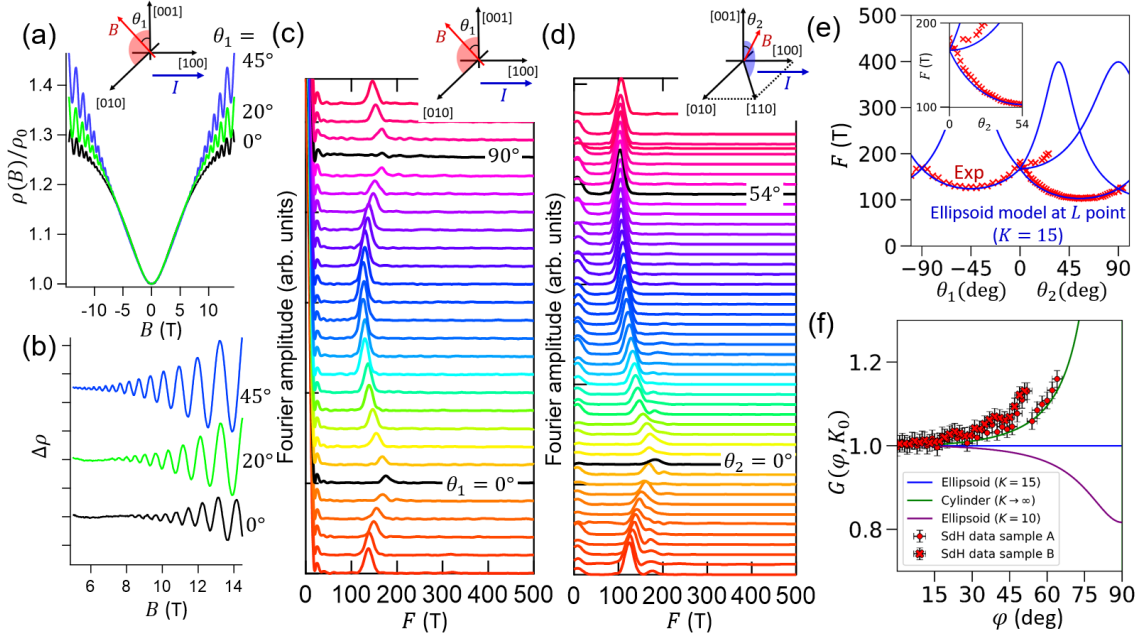 (a)
[001]
θ₁
B
[100]
[010]
I
θ₁ =
45°
20°
0°
1.4
1.3
1.2
1.1
1.0
ρ(B)/ρ₀
−10 −5 0 5 10
B (T)
(b)
45°
20°
0°
Δρ
6 8 10 12 14
B (T)
(c)
[001]
θ₁
B
[100]
[010]
I
90°
θ₁ = 0°
Fourier amplitude (arb. units)
0 100 200 300 400 500
F (T)
(d)
[001]
θ₂
B
[100]
[010]
[110]
I
54°
θ₂ = 0°
Fourier amplitude (arb. units)
0 100 200 300 400 500
F (T)
(e)
500
400
300
200
100
0
F (T)
200
100
F (T)
0 θ₂ 54
Exp
Ellipsoid model at L point
(K = 15)
−90 −45 0 45 90
θ₁(deg) θ₂(deg)
(f)
1.2
1.0
0.8
G(φ, K₀)
Ellipsoid (K = 15)
Cylinder (K → ∞)
Ellipsoid (K = 10)
SdH data sample A
SdH data sample B
15 30 45 60 75 90
φ (deg)